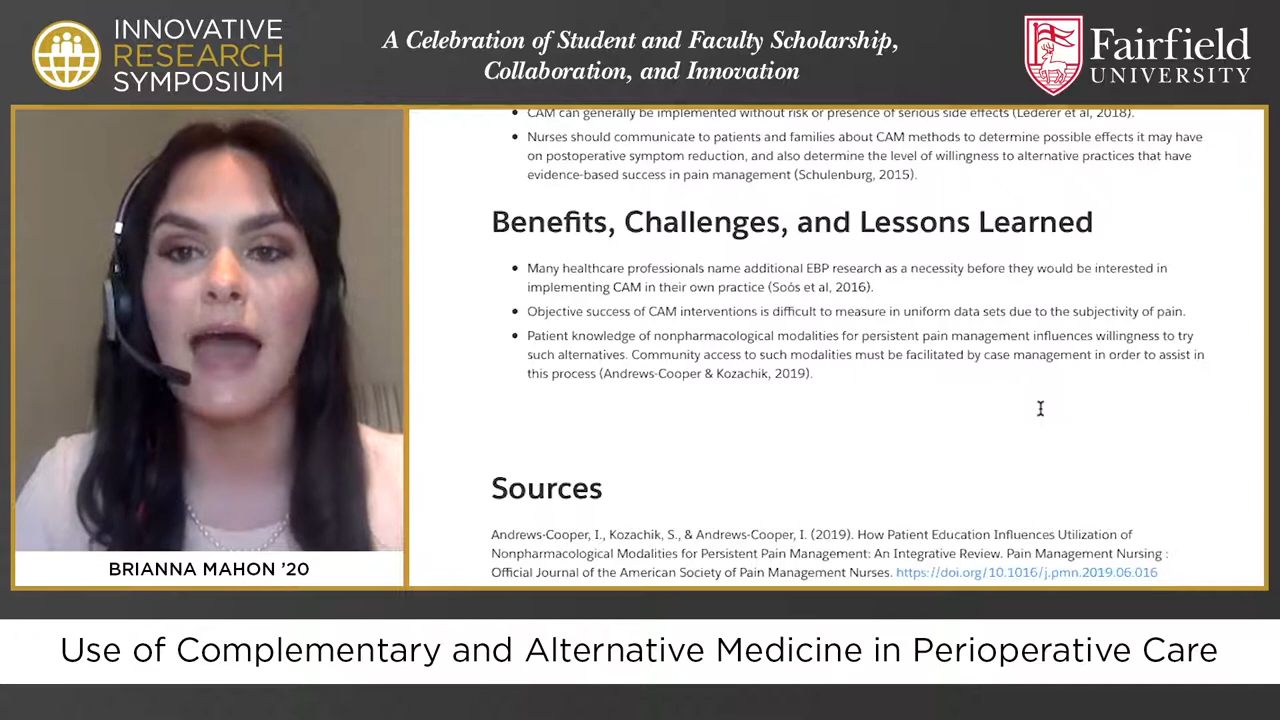 INNOVATIVE
RESEARCH
SYMPOSIUM
A Celebration of Student and Faculty Scholarship,
Collaboration, and Innovation
Fairfield
UNIVERSITY
• CAM can generally be implemented without risk or presence of serious side effects (Lederer et al, 2018).
• Nurses should communicate to patients and families about CAM methods to determine possible effects it may have
on postoperative symptom reduction, and also determine the level of willingness to alternative practices that have
evidence-based success in pain management (Schulenburg, 2015).
Benefits, Challenges, and Lessons Learned
• Many healthcare professionals name additional EBP research as a necessity before they would be interested in
implementing CAM in their own practice (Soós et al, 2016).
• Objective success of CAM interventions is difficult to measure in uniform data sets due to the subjectivity of pain.
• Patient knowledge of nonpharmacological modalities for persistent pain management influences willingness to try
such alternatives. Community access to such modalities must be facilitated by case management in order to assist in
this process (Andrews-Cooper & Kozachik, 2019).
Sources
Andrews-Cooper, I., Kozachik, S., & Andrews-Cooper, I. (2019). How Patient Education Influences Utilization of
Nonpharmacological Modalities for Persistent Pain Management: An Integrative Review. Pain Management Nursing :
Official Journal of the American Society of Pain Management Nurses. https://doi.org/10.1016/j.pmn.2019.06.016
BRIANNA MAHON ’20
Use of Complementary and Alternative Medicine in Perioperative Care